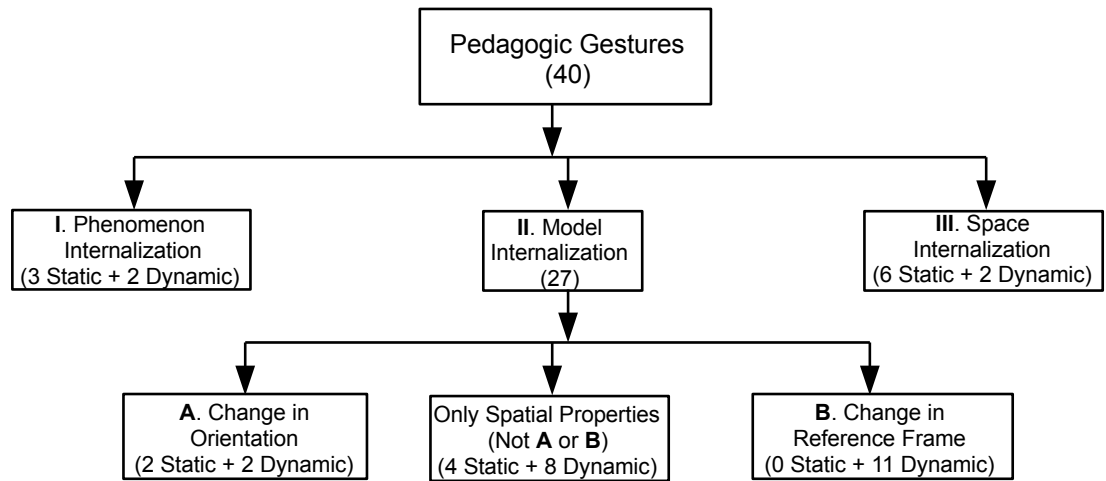 Pedagogic Gestures
(40)
I. Phenomenon
Internalization
(3 Static + 2 Dynamic)
II. Model
Internalization
(27)
III. Space
Internalization
(6 Static + 2 Dynamic)
A. Change in
Orientation
(2 Static + 2 Dynamic)
Only Spatial Properties
(Not A or B)
(4 Static + 8 Dynamic)
B. Change in
Reference Frame
(0 Static + 11 Dynamic)